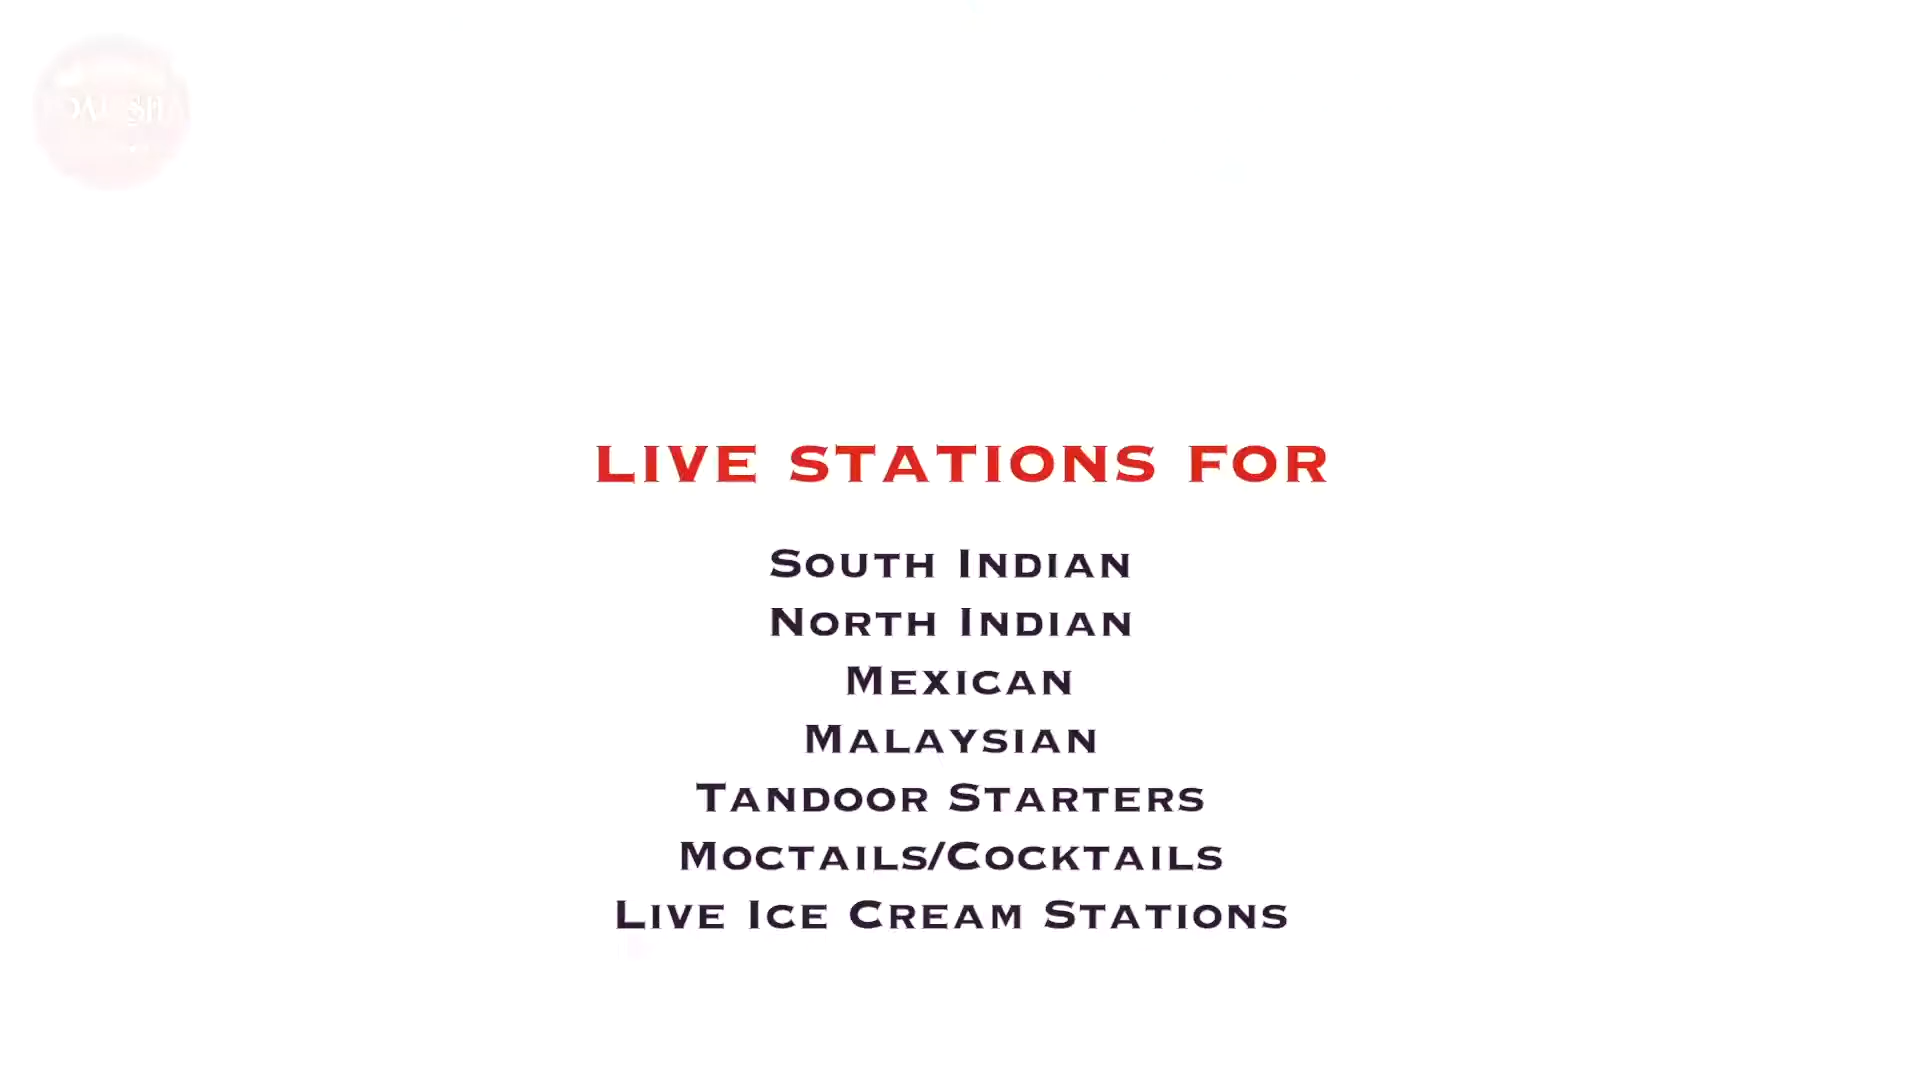 LIVE STATIONS FOR
South Indian
North Indian
Mexican
Malaysian
Tandoor Starters
Moctails/Cocktails
Live Ice Cream Stations